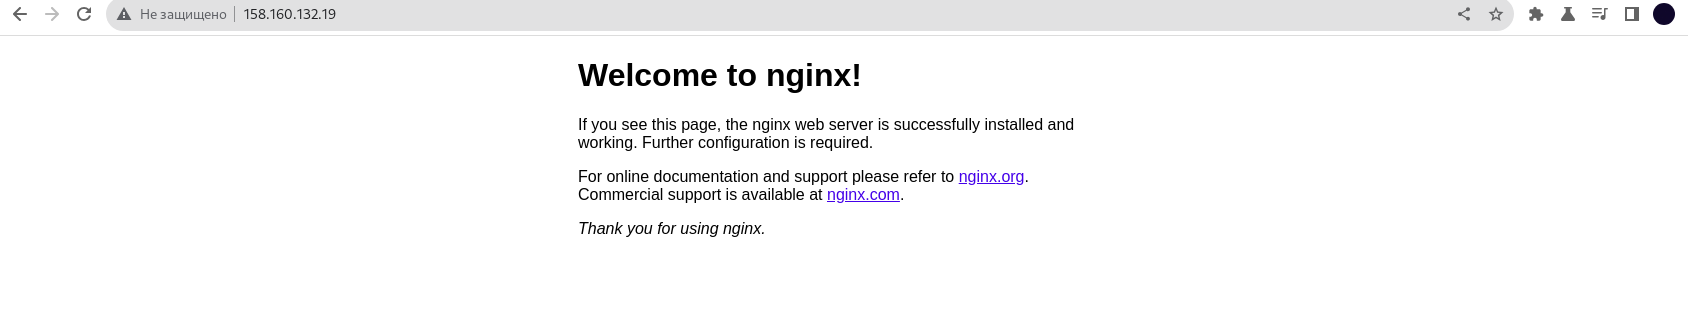 Не защищено 158.160.132.19
Welcome to nginx!
If you see this page, the nginx web server is successfully installed and
working. Further configuration is required.
For online documentation and support please refer to nginx.org.
Commercial support is available at nginx.com.
Thank you for using nginx.